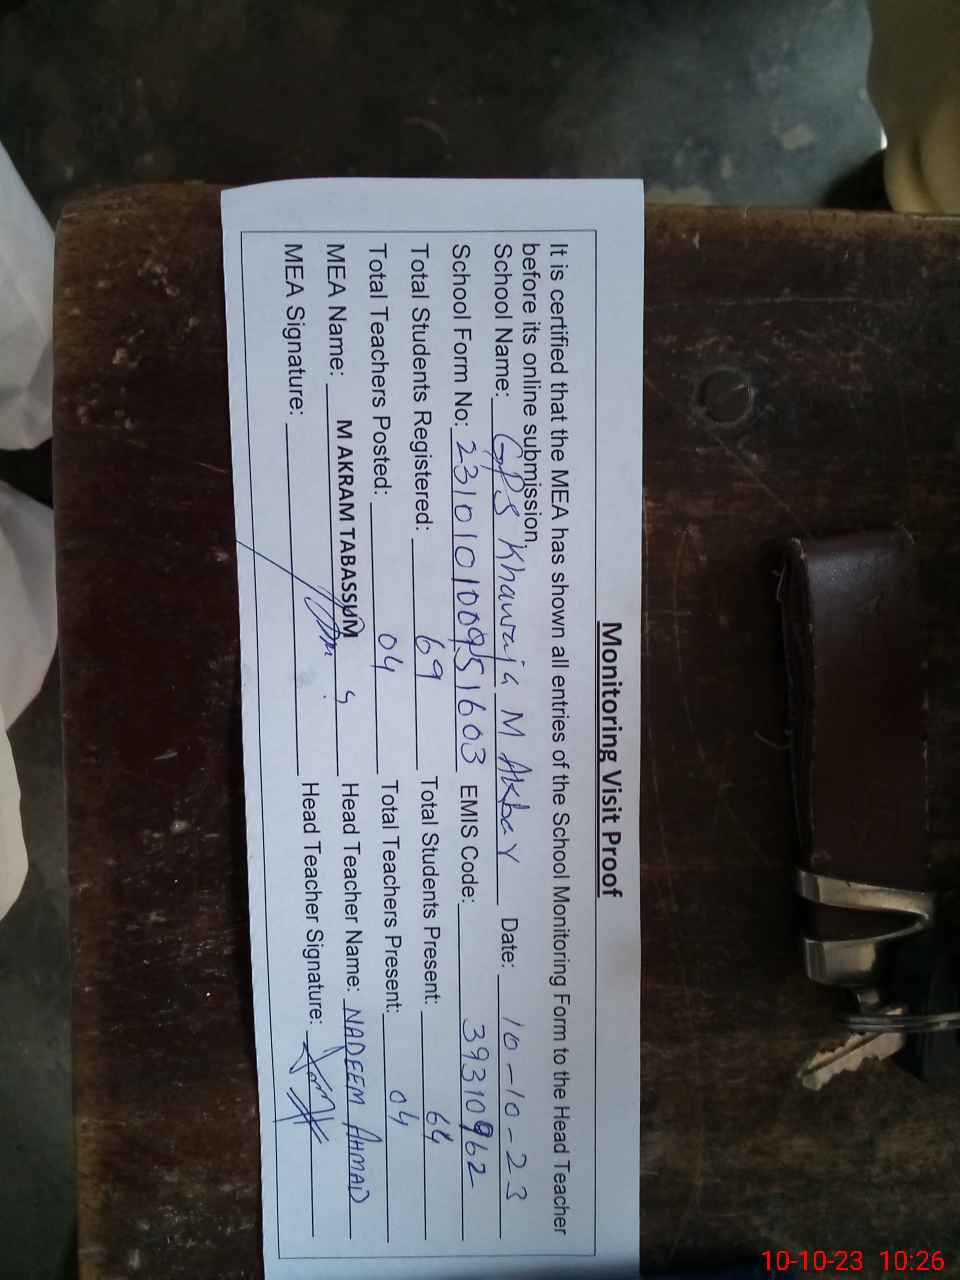 Monitoring Visit Proof
It is certified that the MEA has shown all entries of the School Monitoring Form to the Head Teacher
before its online submission
School Name: GPS Khawaja M Akbar Date: 10-10-23
School Form No: 231010100951603 EMIS Code: 39310962
Total Students Registered: 69 Total Students Present: 64
Total Teachers Posted: 04 Total Teachers Present: 04
MEA Name: M AKRAM TABASSUM Head Teacher Name: NADEEM AHMAD
MEA Signature: Head Teacher Signature:
10-10-23 10:26